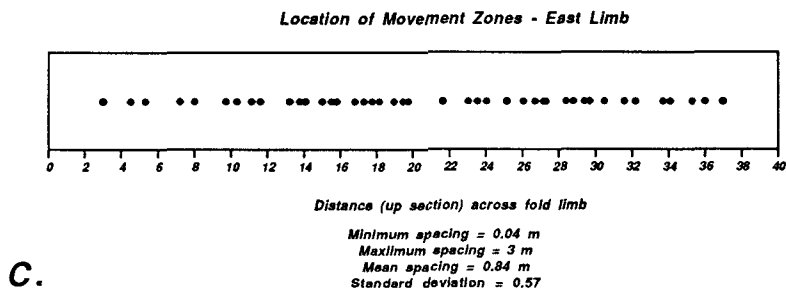 Location of Movement Zones - East Limb
0 2 4 6 8 10 12 14 16 18 20 22 24 26 28 30 32 34 36 38 40
Distance (up section) across fold limb
Minimum spacing = 0.04 m
Maxlimum spacing = 3 m
Mean spacing = 0.84 m
Standard deviation = 0.57
C.